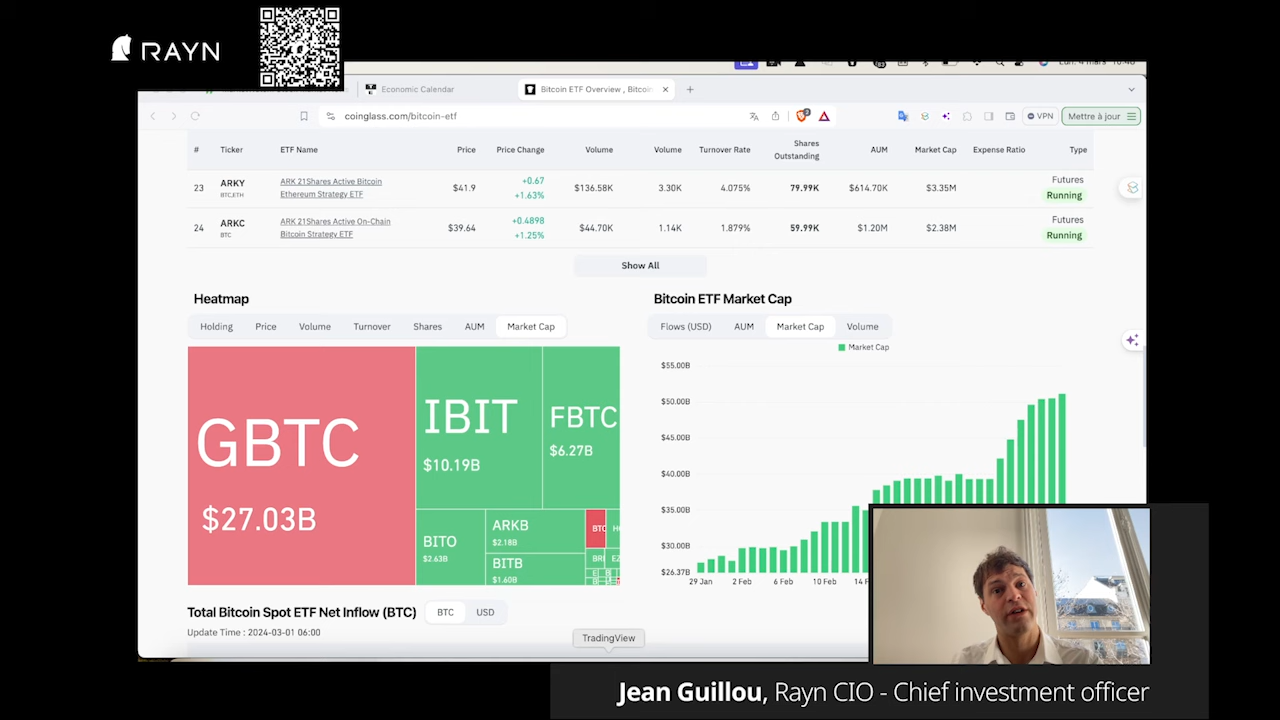 RAYN
Lun. 4 mars
Economic Calendar
Bitcoin ETF Overview , Bitcoin
coinglass.com/bitcoin-etf
VPN
Mettre à jour
# Ticker ETF Name Price Price Change Volume Volume Turnover Rate Shares Outstanding AUM Market Cap Expense Ratio Type
23 ARKY BTC,ETH ARK 21Shares Active Bitcoin Ethereum Strategy ETF $41.9 +0.67 +1.63% $136.58K 3.30K 4.075% 79.99K $614.70K $3.35M Futures Running
24 ARKC BTC ARK 21Shares Active On-Chain Bitcoin Strategy ETF $39.64 +0.4898 +1.25% $44.70K 1.14K 1.879% 59.99K $1.20M $2.38M Futures Running
Show All
Heatmap
Holding Price Volume Turnover Shares AUM Market Cap
GBTC
$27.03B
IBIT
$10.19B
FBTC
$6.27B
BITO
$2.63B
ARKB
$2.18B
BITB
$1.60B
BTC
BRI
EZ
Bitcoin ETF Market Cap
Flows (USD) AUM Market Cap Volume
Market Cap
$55.00B
$50.00B
$45.00B
$40.00B
$35.00B
$30.00B
$26.37B
29 Jan 2 Feb 6 Feb 10 Feb 14 F
Total Bitcoin Spot ETF Net Inflow (BTC) BTC USD
Update Time : 2024-03-01 06:00
TradingView
Jean Guillou, Rayn CIO - Chief investment officer